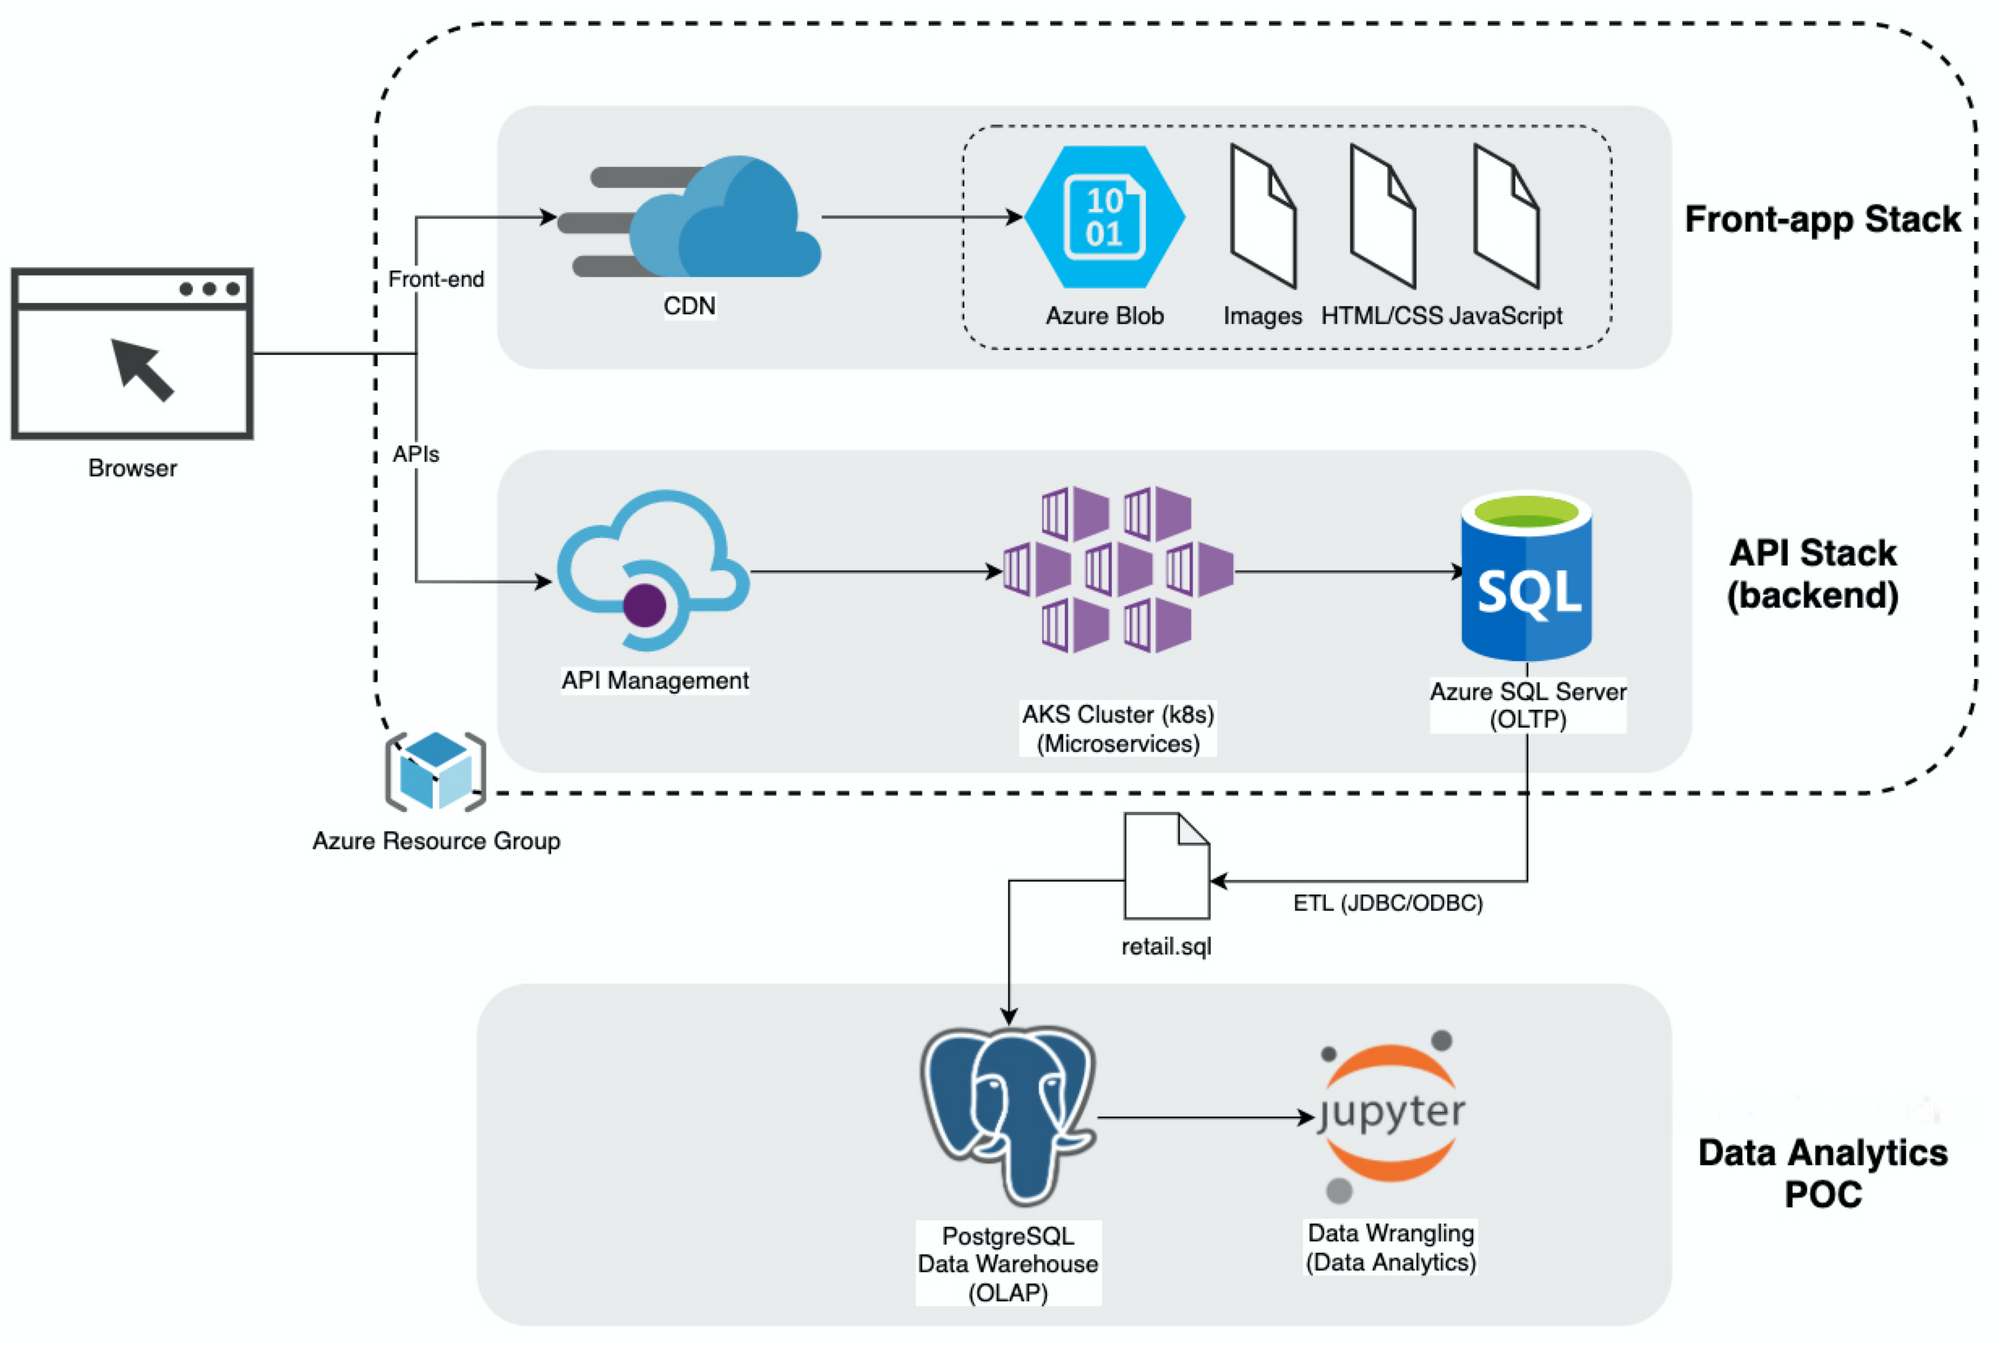 Front-app Stack
10
01
Front-end
CDN
Azure Blob
Images
HTML/CSS
JavaScript
Browser
APIs
API Stack
(backend)
SQL
API Management
AKS Cluster (k8s)
(Microservices)
Azure SQL Server
(OLTP)
Azure Resource Group
ETL (JDBC/ODBC)
retail.sql
jupyter
Data Analytics
POC
PostgreSQL
Data Warehouse
(OLAP)
Data Wrangling
(Data Analytics)